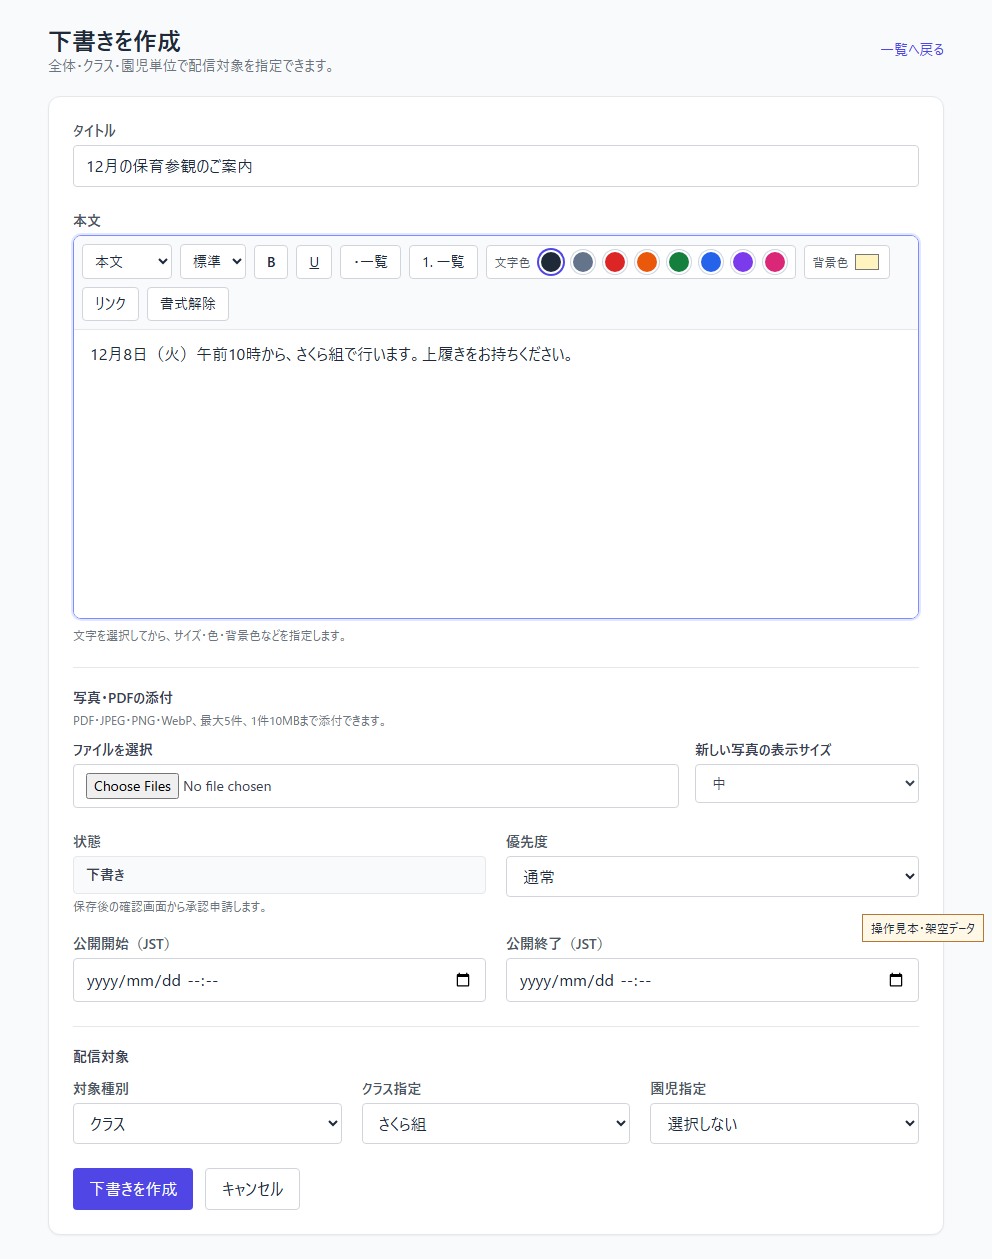 下書きを作成
全体・クラス・園児単位で配信対象を指定できます。
一覧へ戻る
タイトル
12月の保育参観のご案内
本文
本文 標準 B U ・一覧 1. 一覧 文字色 背景色
リンク 書式解除
12月8日（火）午前10時から、さくら組で行います。上履きをお持ちください。
文字を選択してから、サイズ・色・背景色などを指定します。
写真・PDFの添付
PDF・JPEG・PNG・WebP、最大5件、1件10MBまで添付できます。
ファイルを選択 新しい写真の表示サイズ
Choose Files No file chosen 中
状態 優先度
下書き 通常
保存後の確認画面から承認申請します。
操作見本・架空データ
公開開始（JST） 公開終了（JST）
yyyy/mm/dd --:-- yyyy/mm/dd --:--
配信対象
対象種別 クラス指定 園児指定
クラス さくら組 選択しない
下書きを作成 キャンセル